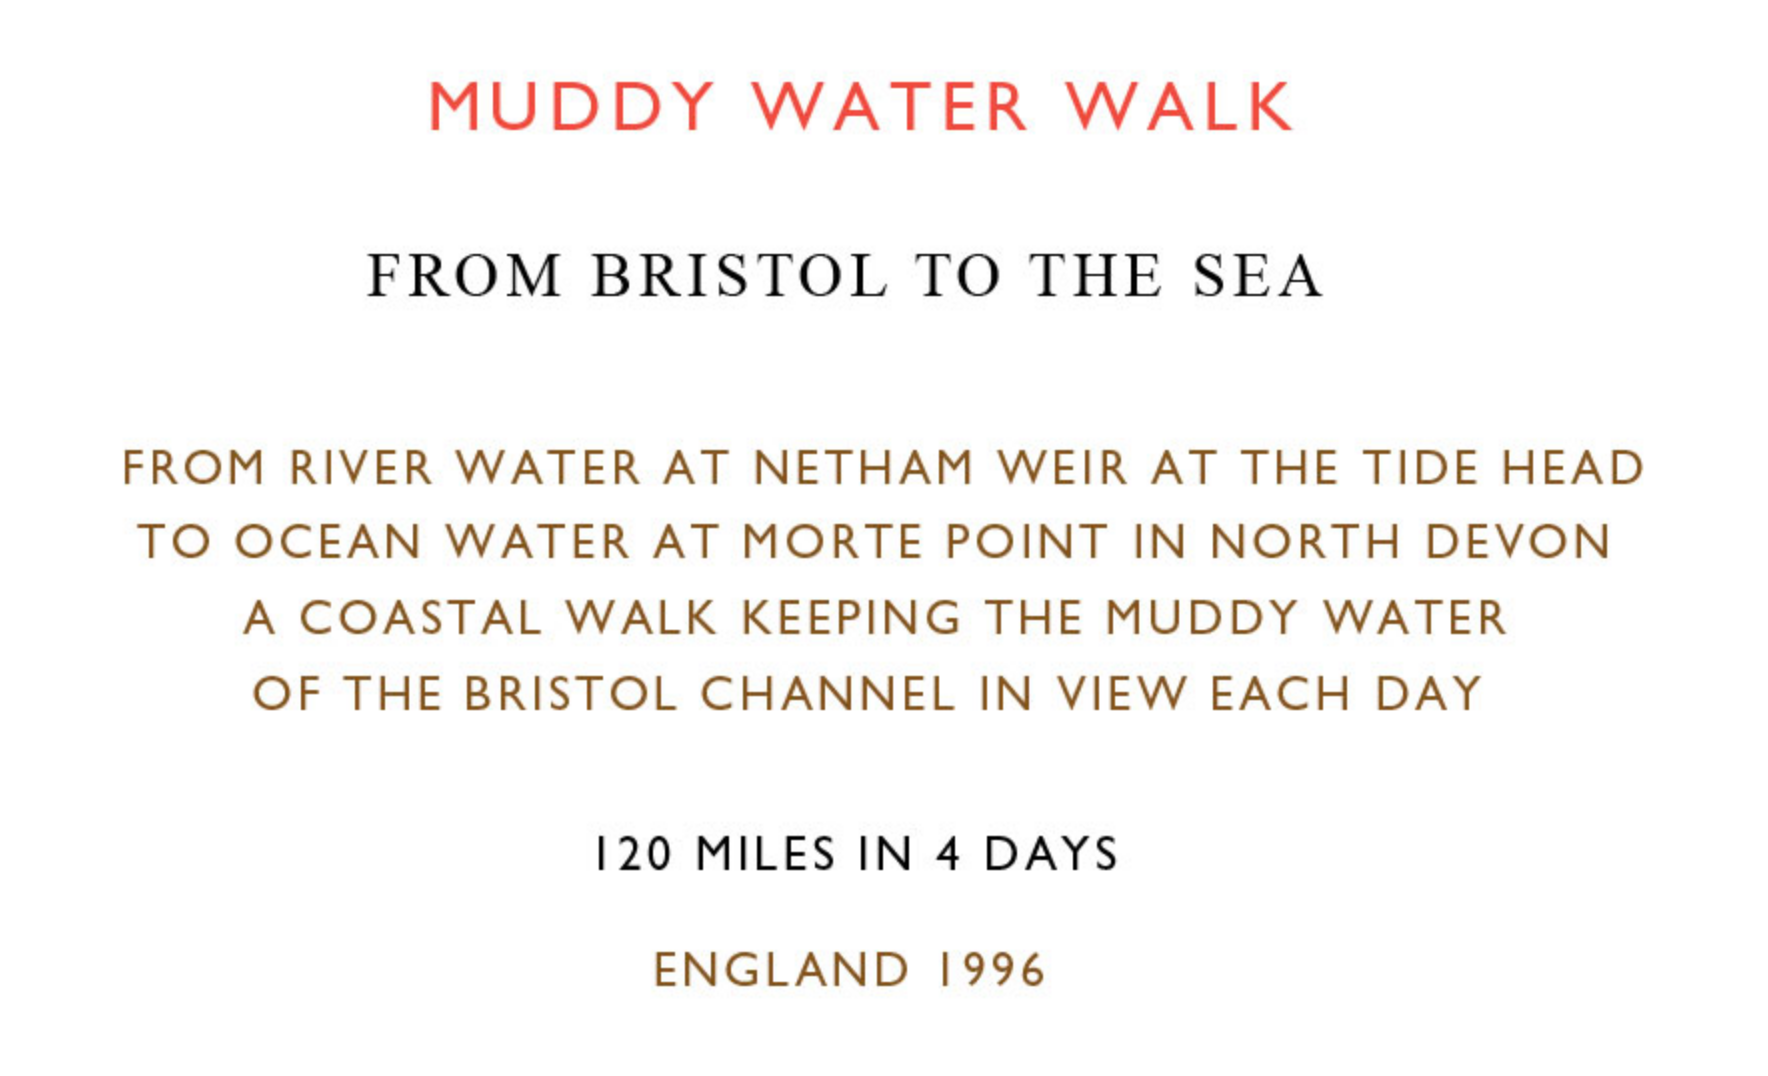 MUDDY WATER WALK
FROM BRISTOL TO THE SEA
FROM RIVER WATER AT NETHAM WEIR AT THE TIDE HEAD
TO OCEAN WATER AT MORTE POINT IN NORTH DEVON
A COASTAL WALK KEEPING THE MUDDY WATER
OF THE BRISTOL CHANNEL IN VIEW EACH DAY
120 MILES IN 4 DAYS
ENGLAND 1996